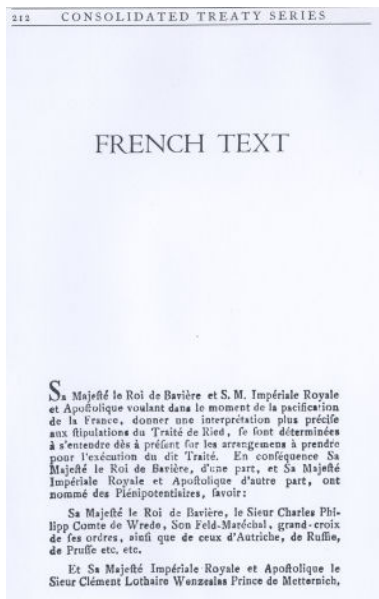 212 CONSOLIDATED TREATY SERIES
FRENCH TEXT
Sa Majeſté le Roi de Bavière et S. M. Impériale Royale
et Apoſtolique voulant dans le moment de la pacification
de la France, donner une interprétation plus préciſe
aux ſtipulations du Traité de Ried, ſe ſont déterminées
à s'entendre dès à préſent ſur les arrangemens à prendre
pour l'exécution du dit Traité. En conſéquence Sa
Majeſté le Roi de Bavière, d'une part, et Sa Majeſté
Impériale Royale et Apoſtolique d'autre part, ont
nommé des Plénipotentiaires, ſavoir:
Sa Majeſté le Roi de Bavière, le Sieur Charles Phi-
lipp Comte de Wrede, Son Feld-Maréchal, grand-croix
de ſes ordres, ainſi que de ceux d'Autriche, de Ruſſie,
de Pruſſe etc. etc.
Et Sa Majeſté Impériale Royale et Apoſtolique le
Sieur Clément Lothaire Wenzeslas Prince de Metternich,